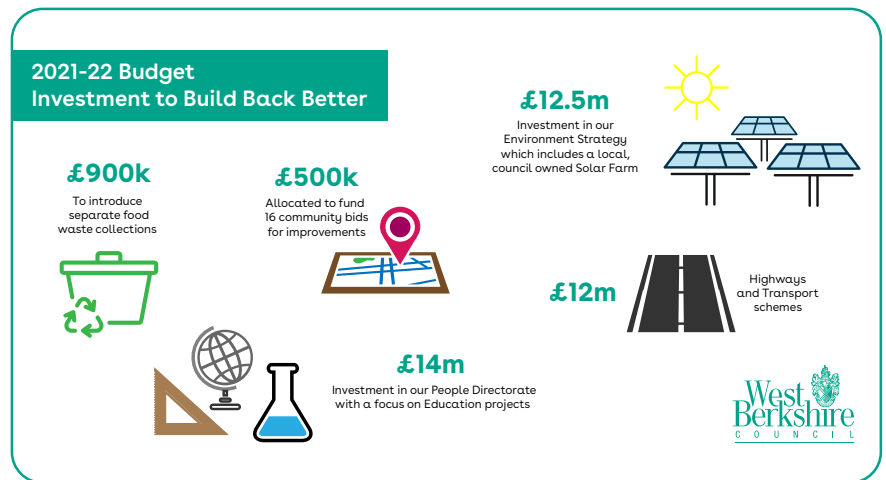 2021-22 Budget
Investment to Build Back Better
£900k
To introduce
separate food
waste collections
£500k
Allocated to fund
16 community bids
for improvements
£12.5m
Investment in our
Environment Strategy
which includes a local,
council owned Solar Farm
£12m
Highways
and Transport
schemes
£14m
Investment in our People Directorate
with a focus on Education projects
West
Berkshire
COUNCIL